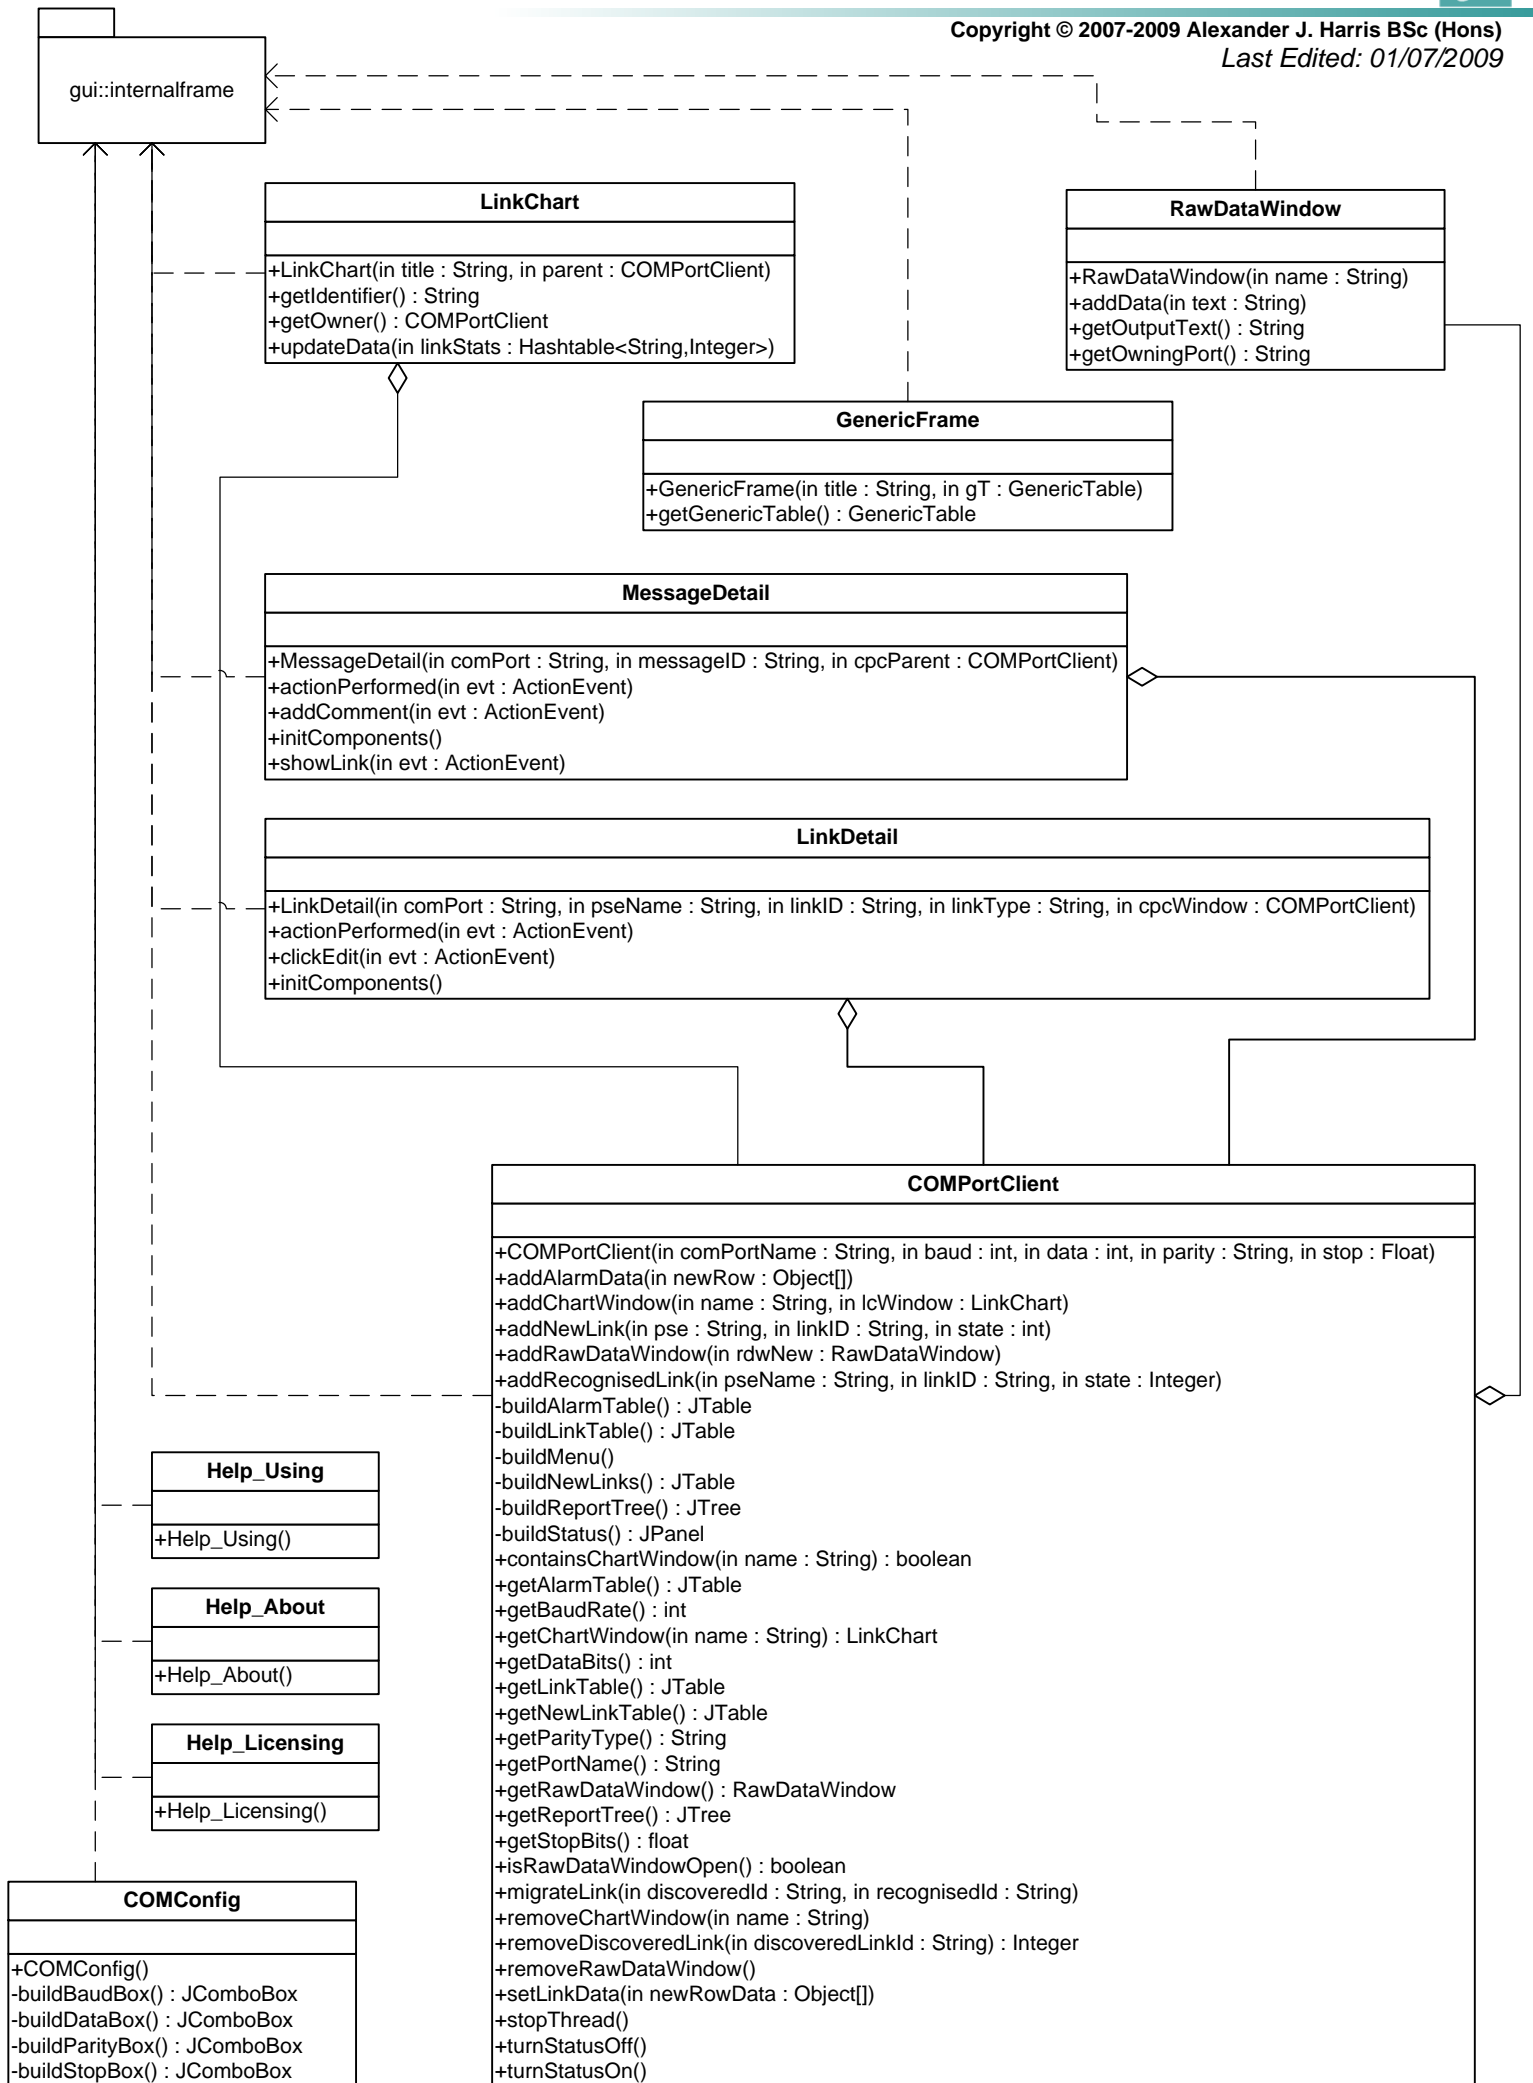 Copyright © 2007-2009 Alexander J. Harris BSc (Hons)
Last Edited: 01/07/2009
gui::internalframe
LinkChart
+LinkChart(in title : String, in parent : COMPortClient)
+getIdentifier() : String
+getOwner() : COMPortClient
+updateData(in linkStats : Hashtable<String,Integer>)
RawDataWindow
+RawDataWindow(in name : String)
+addData(in text : String)
+getOutputText() : String
+getOwningPort() : String
GenericFrame
+GenericFrame(in title : String, in gT : GenericTable)
+getGenericTable() : GenericTable
MessageDetail
+MessageDetail(in comPort : String, in messageID : String, in cpcParent : COMPortClient)
+actionPerformed(in evt : ActionEvent)
+addComment(in evt : ActionEvent)
+initComponents()
+showLink(in evt : ActionEvent)
LinkDetail
+LinkDetail(in comPort : String, in pseName : String, in linkID : String, in linkType : String, in cpcWindow : COMPortClient)
+actionPerformed(in evt : ActionEvent)
+clickEdit(in evt : ActionEvent)
+initComponents()
COMPortClient
+COMPortClient(in comPortName : String, in baud : int, in data : int, in parity : String, in stop : Float)
+addAlarmData(in newRow : Object[])
+addChartWindow(in name : String, in lcWindow : LinkChart)
+addNewLink(in pse : String, in linkID : String, in state : int)
+addRawDataWindow(in rdwNew : RawDataWindow)
+addRecognisedLink(in pseName : String, in linkID : String, in state : Integer)
-buildAlarmTable() : JTable
-buildLinkTable() : JTable
-buildMenu()
-buildNewLinks() : JTable
-buildReportTree() : JTree
-buildStatus() : JPanel
+containsChartWindow(in name : String) : boolean
+getAlarmTable() : JTable
+getBaudRate() : int
+getChartWindow(in name : String) : LinkChart
+getDataBits() : int
+getLinkTable() : JTable
+getNewLinkTable() : JTable
+getParityType() : String
+getPortName() : String
+getRawDataWindow() : RawDataWindow
+getReportTree() : JTree
+getStopBits() : float
+isRawDataWindowOpen() : boolean
+migrateLink(in discoveredId : String, in recognisedId : String)
+removeChartWindow(in name : String)
+removeDiscoveredLink(in discoveredLinkId : String) : Integer
+removeRawDataWindow()
+setLinkData(in newRowData : Object[])
+stopThread()
+turnStatusOff()
+turnStatusOn()
Help_Using
+Help_Using()
Help_About
+Help_About()
Help_Licensing
+Help_Licensing()
COMConfig
+COMConfig()
-buildBaudBox() : JComboBox
-buildDataBox() : JComboBox
-buildParityBox() : JComboBox
-buildStopBox() : JComboBox